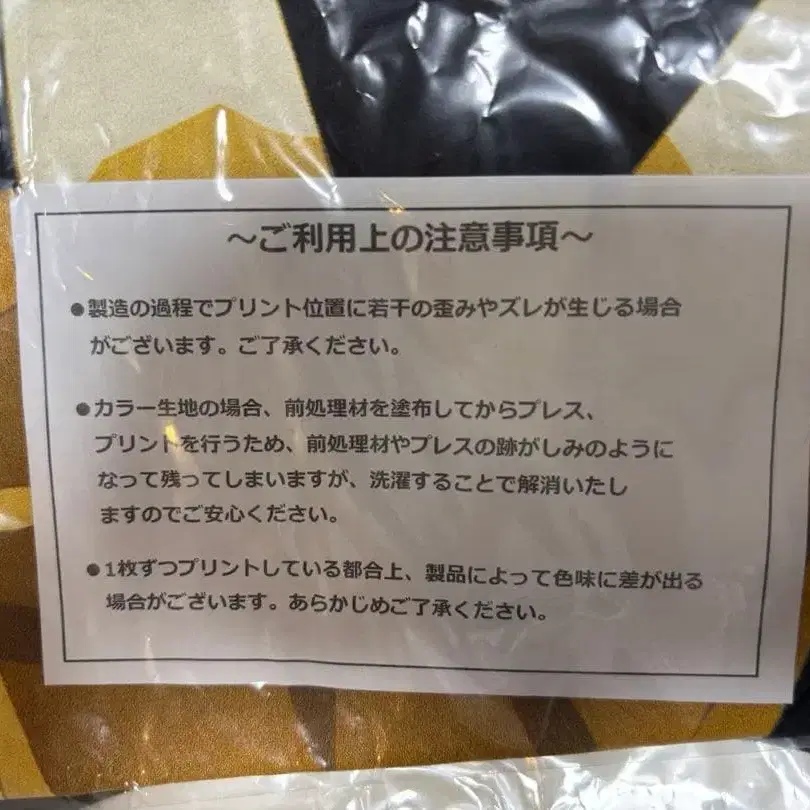 ～ご利用上の注意事項～
●製造の過程でプリント位置に若干の歪みやズレが生じる場合
がございます。ご了承ください。
●カラー生地の場合、前処理材を塗布してからプレス、
プリントを行うため、前処理材やプレスの跡がしみのように
なって残ってしまいますが、洗濯することで解消いたし
ますのでご安心ください。
●1枚ずつプリントしている都合上、製品によって色味に差が出る
場合がございます。あらかじめご了承ください。